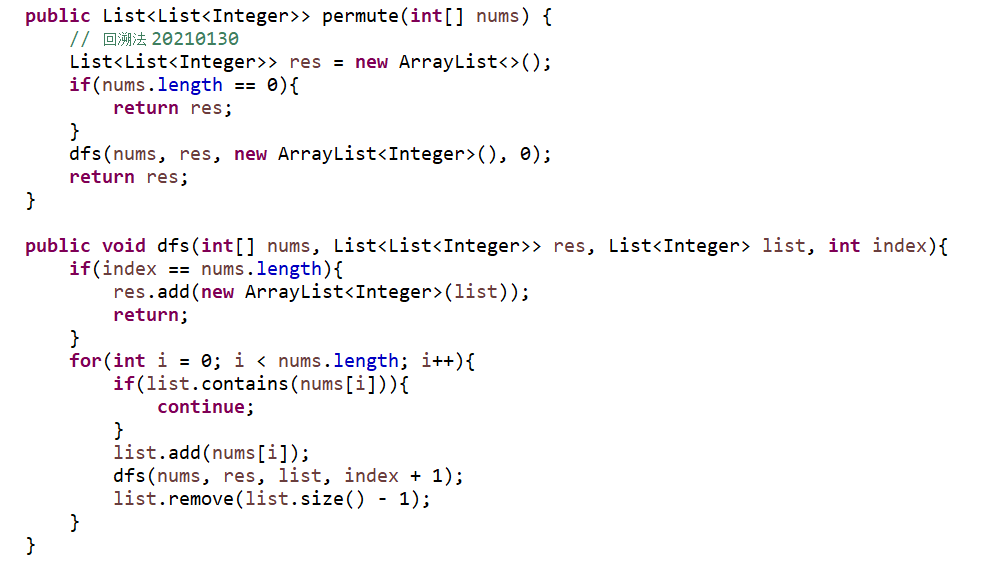 public List<List<Integer>> permute(int[] nums) {
    // 回溯法 20210130
    List<List<Integer>> res = new ArrayList<>();
    if(nums.length == 0){
        return res;
    }
    dfs(nums, res, new ArrayList<Integer>(), 0);
    return res;
}

public void dfs(int[] nums, List<List<Integer>> res, List<Integer> list, int index){
    if(index == nums.length){
        res.add(new ArrayList<Integer>(list));
        return;
    }
    for(int i = 0; i < nums.length; i++){
        if(list.contains(nums[i])){
            continue;
        }
        list.add(nums[i]);
        dfs(nums, res, list, index + 1);
        list.remove(list.size() - 1);
    }
}